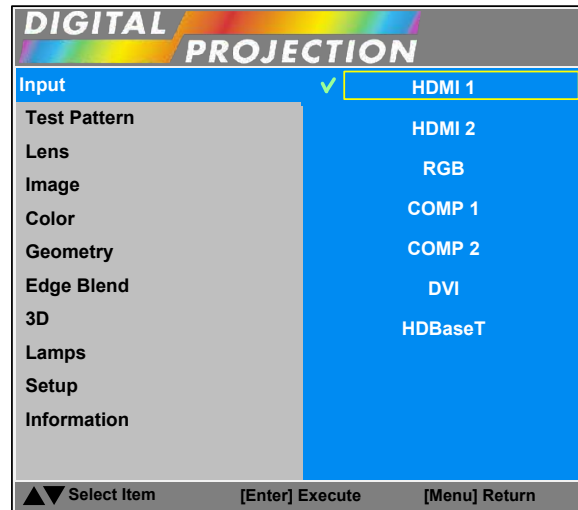 DIGITAL
PROJECTION
Input
HDMI 1
Test Pattern
HDMI 2
Lens
RGB
Image
Color
COMP 1
Geometry
COMP 2
Edge Blend
DVI
3D
HDBaseT
Lamps
Setup
Information
Select Item [Enter] Execute [Menu] Return